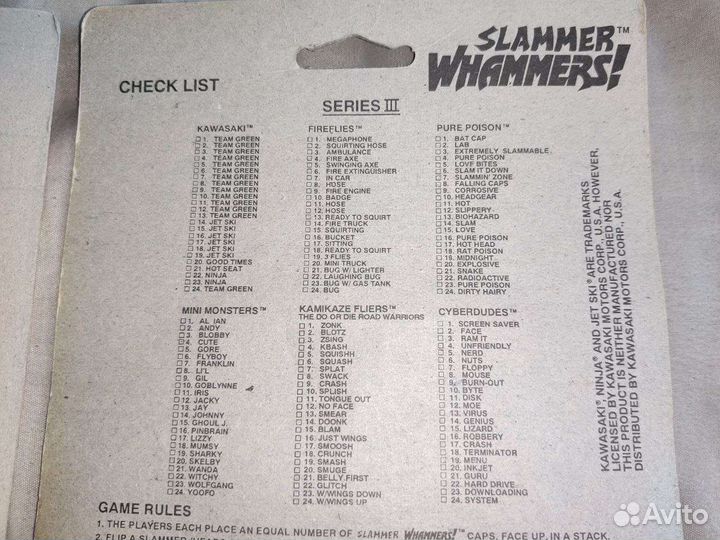 SLAMMER™
WHAMMERS!
CHECK LIST
SERIES III
KAWASAKI™
1. TEAM GREEN
2. TEAM GREEN
3. TEAM GREEN
4. TEAM GREEN
5. TEAM GREEN
6. TEAM GREEN
7. TEAM GREEN
8. TEAM GREEN
9. TEAM GREEN
10. TEAM GREEN
11. TEAM GREEN
12. TEAM GREEN
13. TEAM GREEN
14. JET SKI
15. JET SKI
16. JET SKI
17. JET SKI
18. JET SKI
19. JET SKI
20. GOOD TIMES
21. HOT SEAT
22. NINJA
23. NINJA
24. TEAM GREEN
FIREFLIES™
1. MEGAPHONE
2. SQUIRTING HOSE
3. AMBULANCE
4. FIRE AXE
5. SWINGING AXE
6. FIRE EXTINGUISHER
7. IN CAR
8. HOSE
9. FIRE ENGINE
10. BADGE
11. HOSE
12. HOSE
13. READY TO SQUIRT
14. FIRE TRUCK
15. SQUIRTING
16. BUCKET
17. SITTING
18. READY TO SQUIRT
19. 3 FLIES
20. MINI TRUCK
21. BUG W/ LIGHTER
22. LAUGHING BUG
23. BUG W/ GAS TANK
24. BUG
PURE POISON™
1. BAT CAP
2. LAB
3. EXTREMELY SLAMMABLE
4. PURE POISON
5. LOVE BITES
6. SLAM IT DOWN
7. SLAMMIN' ZONE
8. FALLING CAPS
9. CORROSIVE
10. HEADGEAR
11. HOT
12. SLIPPERY
13. BIOHAZARD
14. SLAM
15. LOVE
16. PURE POISON
17. HOT HEAD
18. RAT POISON
19. MIDNIGHT
20. EXPLOSIVE
21. SNAKE
22. RADIOACTIVE
23. PURE POISON
24. DIRTY HAIRY
MINI MONSTERS™
1. AL IAN
2. ANDY
3. BLOBBY
4. CUTE
5. GORE
6. FLYBOY
7. FRANKLIN
8. LI'L
9. GIL
10. GOBLYNNE
11. IRIS
12. JACKY
13. JAY
14. JOHNNY
15. GHOUL J.
16. PINBRAIN
17. LIZZY
18. MUMSY
19. SHARKY
20. SKELBY
21. WANDA
22. WITCHY
23. WOLFGANG
24. YOOFO
KAMIKAZE FLIERS™
THE DO OR DIE ROAD WARRIORS
1. ZONK
2. BLOTZ
3. ZSING
4. KBASH
5. SQUISHH
6. SQUASH
7. SPLAT
8. SWACK
9. CRASH
10. SPLISH
11. TONGUE OUT
12. NO FACE
13. SMEAR
14. DOONK
15. BLAM
16. JUST WINGS
17. SMOOSH
18. CRUNCH
19. SMASH
20. SMUGE
21. BELLY FIRST
22. GLITCH
23. W/WINGS DOWN
24. W/WINGS UP
CYBERDUDES™
1. SCREEN SAVER
2. FACE
3. RAM IT
4. UNFRIENDLY
5. NERD
6. NUTS
7. FLOPPY
8. MOUSE
9. BURN-OUT
10. BYTE
11. DISK
12. MOE
13. VIRUS
14. GENIUS
15. LIZARD
16. ROBBERY
17. CRASH
18. TERMINATOR
19. MENU
20. INKJET
21. GURU
22. HARD DRIVE
23. DOWNLOADING
24. SYSTEM
KAWASAKI®, NINJA® AND JET SKI® ARE TRADEMARKS
LICENSED BY KAWASAKI MOTORS CORP., U.S.A. HOWEVER,
THIS PRODUCT IS NEITHER MANUFACTURED NOR
DISTRIBUTED BY KAWASAKI MOTORS CORP., U.S.A.
GAME RULES
1. THE PLAYERS EACH PLACE AN EQUAL NUMBER OF SLAMMER WHAMMERS!™ CAPS, FACE UP, IN A STACK.
2. FLIP A SLAMMER
Avito